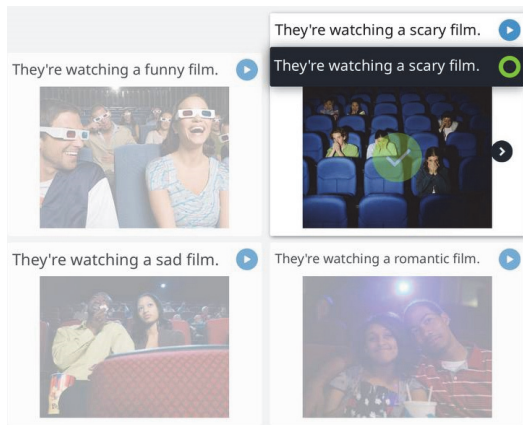 They're watching a scary film.
They're watching a scary film.
They're watching a funny film.
They're watching a sad film.
They're watching a romantic film.